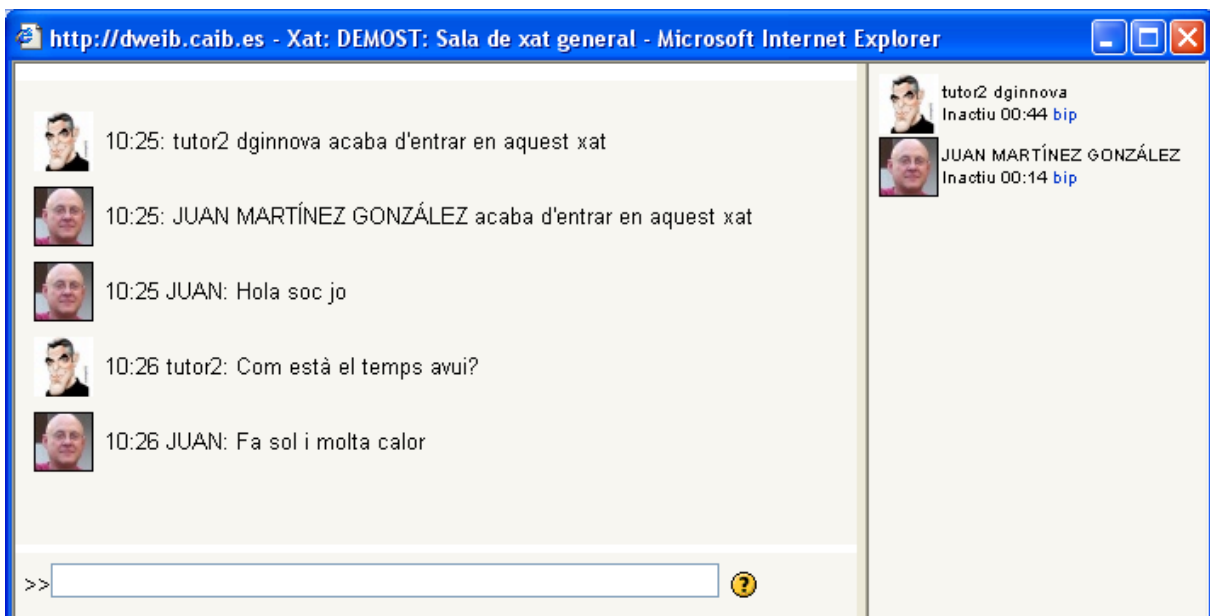 http://dweib.caib.es - Xat: DEMOST: Sala de xat general - Microsoft Internet Explorer
10:25: tutor2 dginnova acaba d'entrar en aquest xat
10:25: JUAN MARTÍNEZ GONZÁLEZ acaba d'entrar en aquest xat
10:25 JUAN: Hola soc jo
10:26 tutor2: Com està el temps avui?
10:26 JUAN: Fa sol i molta calor
>>
?
tutor2 dginnova
Inactiu 00:44 bip
JUAN MARTÍNEZ GONZÁLEZ
Inactiu 00:14 bip